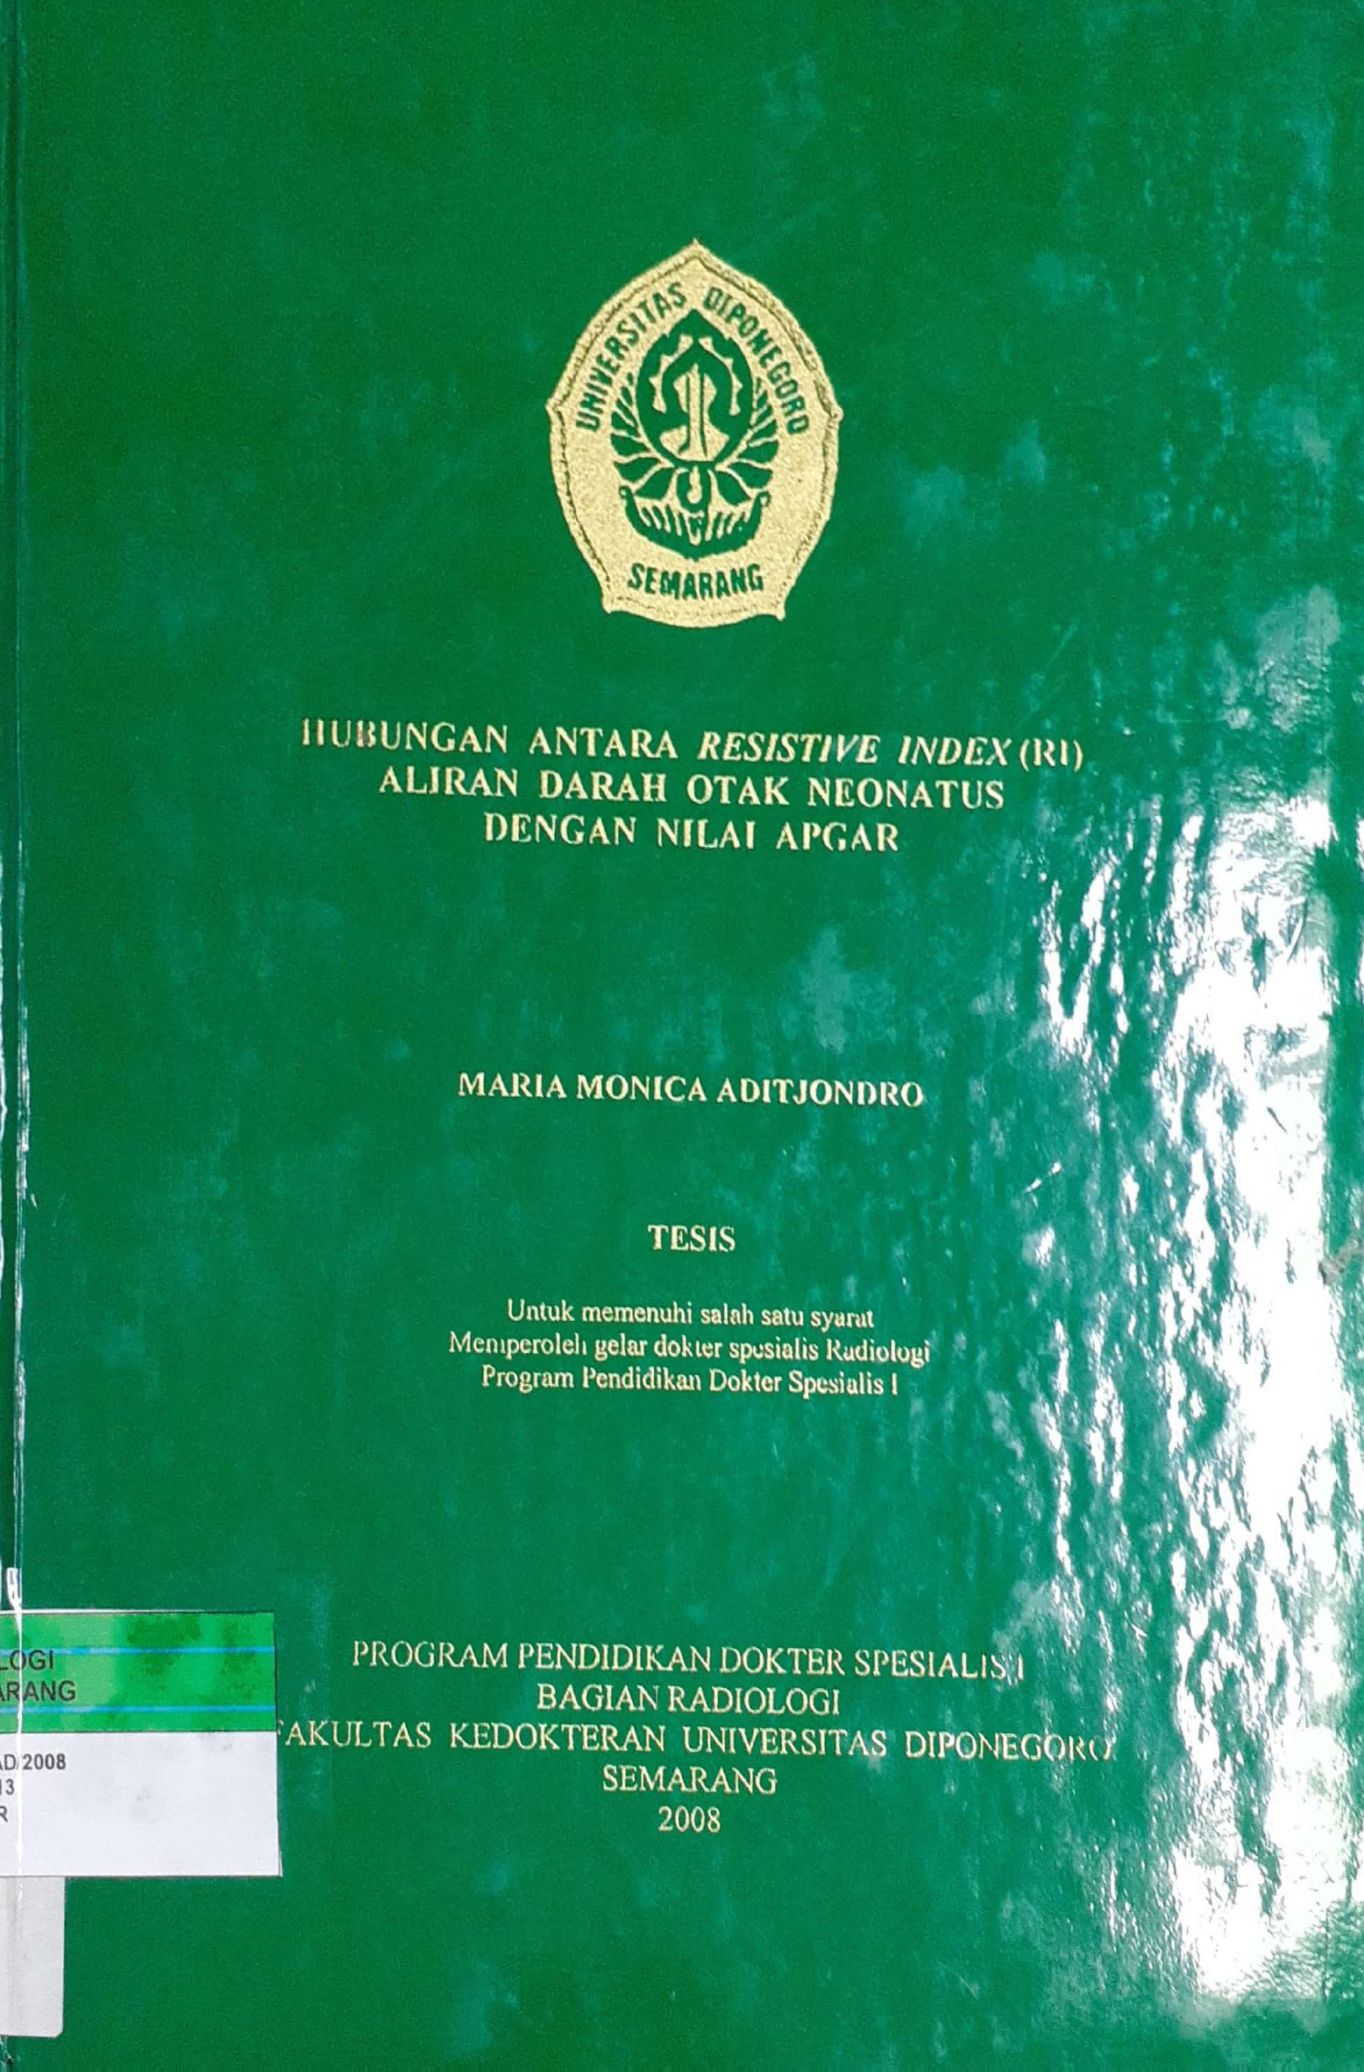 UNIVERSITAS DIPONEGORO
SEMARANG
HUBUNGAN ANTARA RESISTIVE INDEX (RI)
ALIRAN DARAH OTAK NEONATUS
DENGAN NILAI APGAR
MARIA MONICA ADITJONDRO
TESIS
Untuk memenuhi salah satu syarat
Memperoleh gelar dokter spesialis Radiologi
Program Pendidikan Dokter Spesialis I
PROGRAM PENDIDIKAN DOKTER SPESIALIS I
BAGIAN RADIOLOGI
FAKULTAS KEDOKTERAN UNIVERSITAS DIPONEGORO
SEMARANG
2008
LOGI
ARANG
AD/2008
13
R